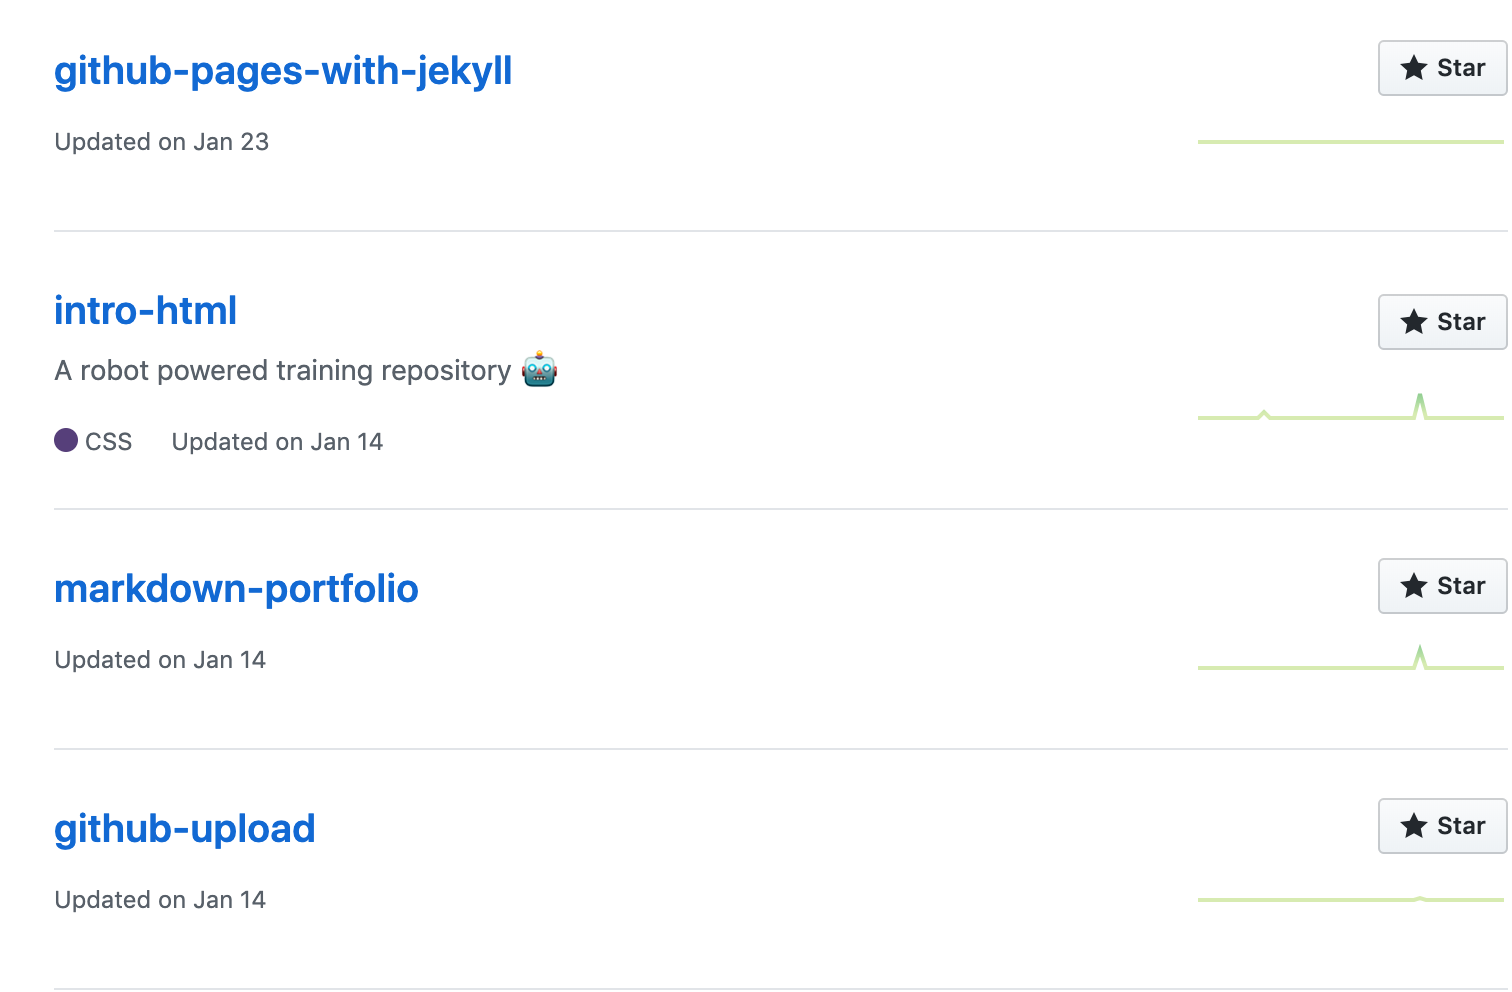 github-pages-with-jekyll
Star
Updated on Jan 23
intro-html
Star
A robot powered training repository 🤖
CSS Updated on Jan 14
markdown-portfolio
Star
Updated on Jan 14
github-upload
Star
Updated on Jan 14